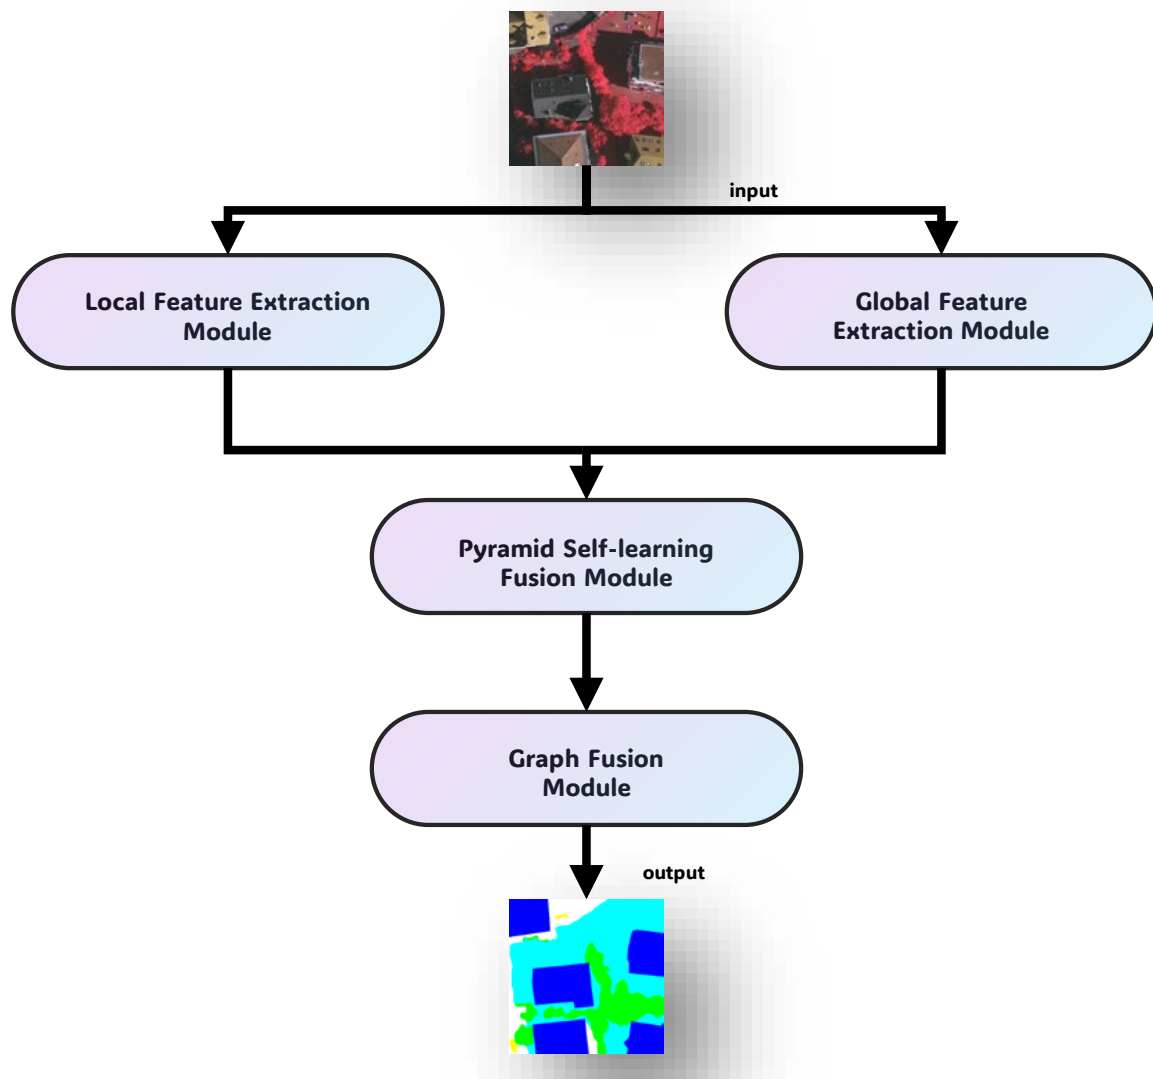 input
Local Feature Extraction
Module
Global Feature
Extraction Module
Pyramid Self-learning
Fusion Module
Graph Fusion
Module
output